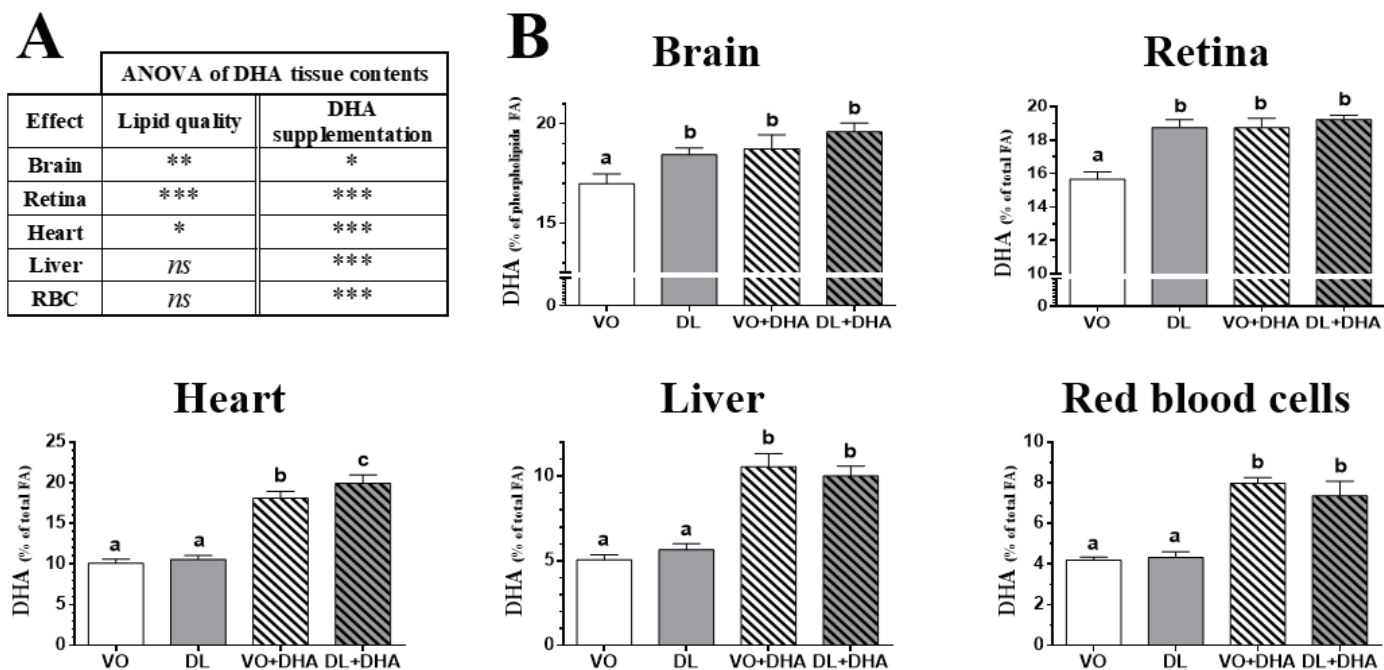 A
ANOVA of DHA tissue contents
Effect Lipid quality DHA supplementation
Brain ** *
Retina *** ***
Heart * ***
Liver ns ***
RBC ns ***
B
Brain
DHA (% of phospholipids FA)
20
15
0
a b b b
VO DL VO+DHA DL+DHA
Retina
DHA (% of total FA)
20
18
16
14
12
10
0
a b b b
VO DL VO+DHA DL+DHA
Heart
DHA (% of total FA)
25
20
15
10
5
0
a a b c
VO DL VO+DHA DL+DHA
Liver
DHA (% of total FA)
10
5
0
a a b b
VO DL VO+DHA DL+DHA
Red blood cells
DHA (% of total FA)
10
8
6
4
2
0
a a b b
VO DL VO+DHA DL+DHA